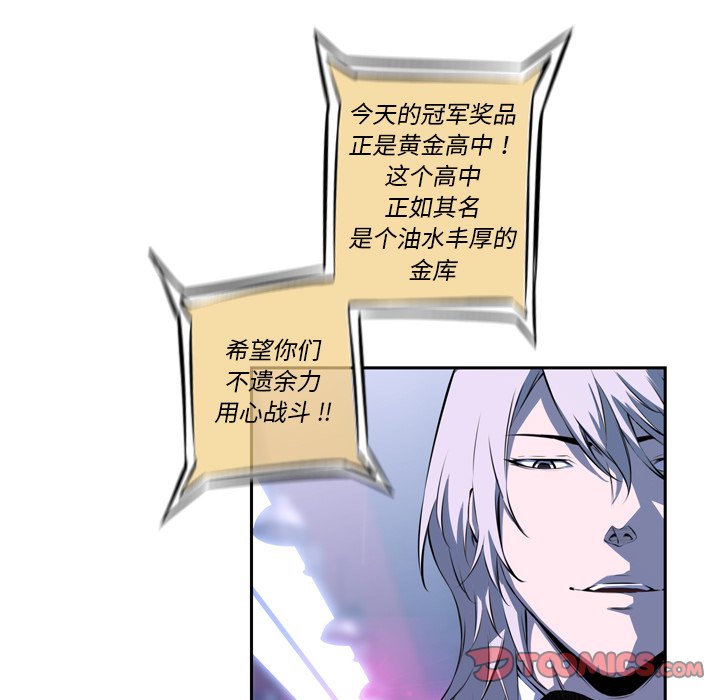 今天的冠军奖品
正是黄金高中！
这个高中
正如其名
是个油水丰厚的
金库
希望你们
不遗余力
用心战斗!!
TOOMICS.COM